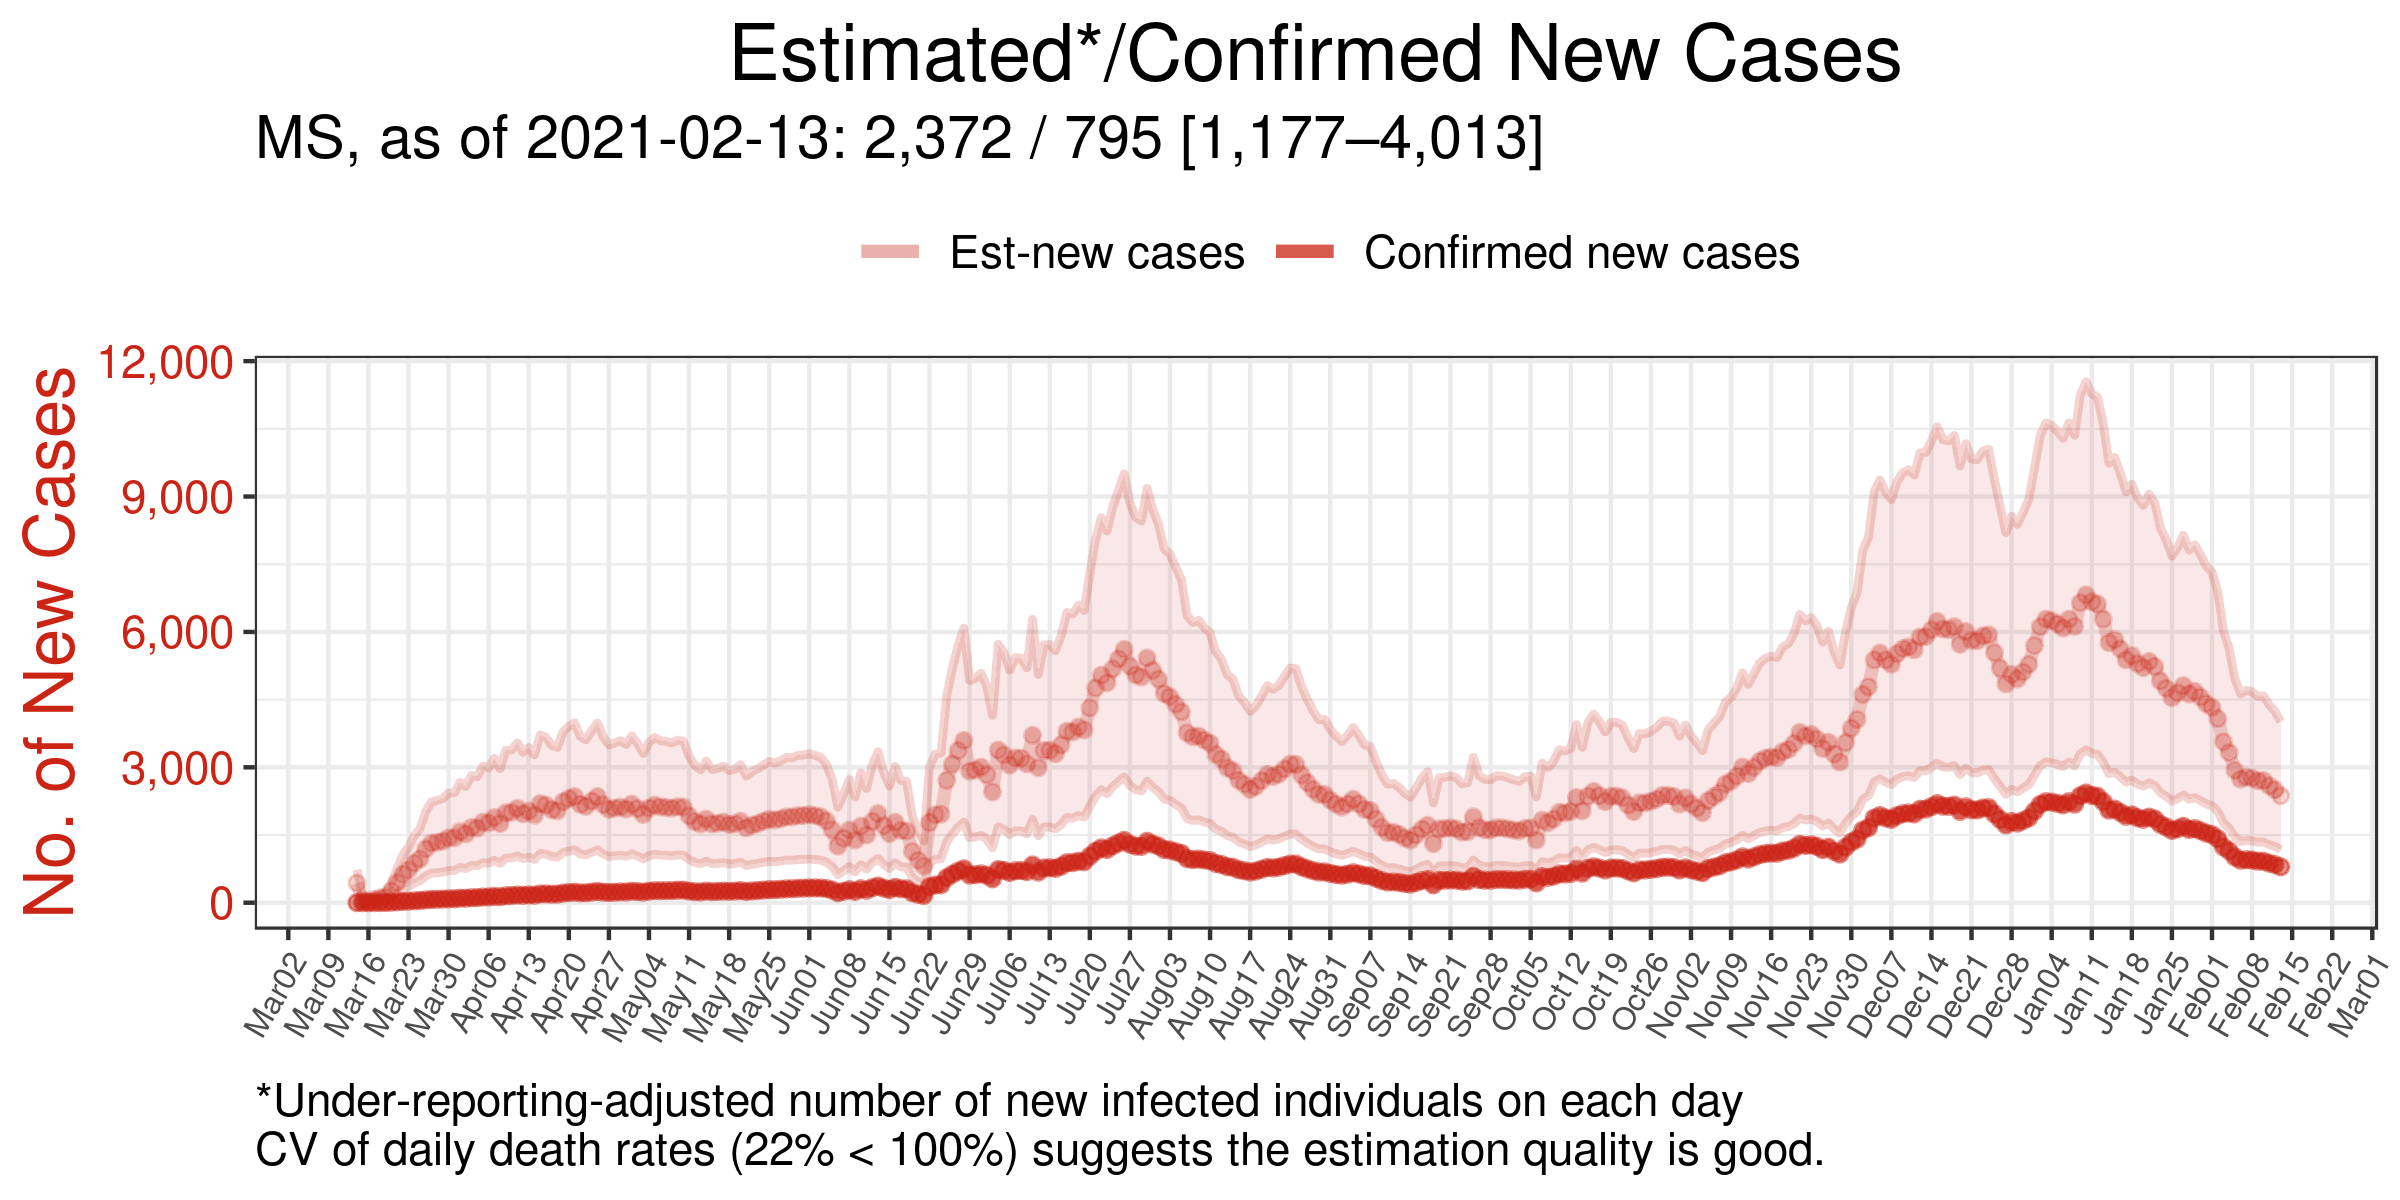 Estimated*/Confirmed New Cases
MS, as of 2021-02-13: 2,372 / 795 [1,177–4,013]
Est-new cases
Confirmed new cases
No. of New Cases
12,000
9,000
6,000
3,000
0
Mar02
Mar09
Mar16
Mar23
Mar30
Apr06
Apr13
Apr20
Apr27
May04
May11
May18
May25
Jun01
Jun08
Jun15
Jun22
Jun29
Jul06
Jul13
Jul20
Jul27
Aug03
Aug10
Aug17
Aug24
Aug31
Sep07
Sep14
Sep21
Sep28
Oct05
Oct12
Oct19
Oct26
Nov02
Nov09
Nov16
Nov23
Nov30
Dec07
Dec14
Dec21
Dec28
Jan04
Jan11
Jan18
Jan25
Feb01
Feb08
Feb15
Feb22
Mar01
*Under-reporting-adjusted number of new infected individuals on each day
CV of daily death rates (22% < 100%) suggests the estimation quality is good.